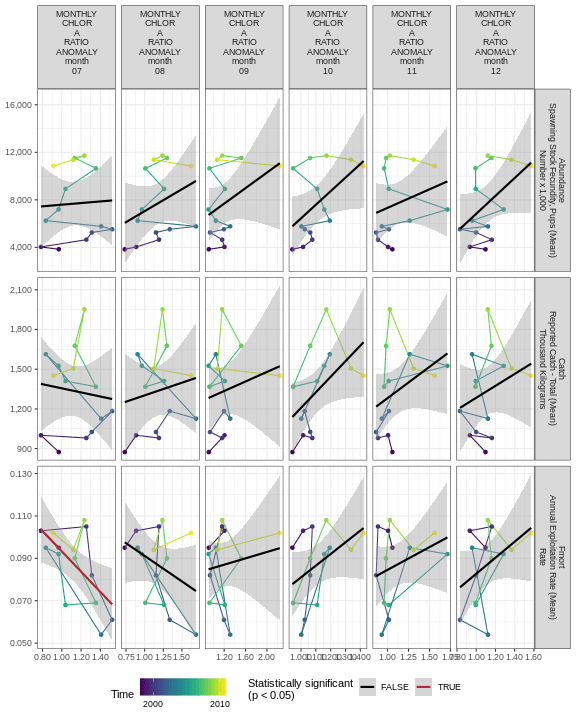 MONTHLY
CHLOR
A
RATIO
ANOMALY
month
07
MONTHLY
CHLOR
A
RATIO
ANOMALY
month
08
MONTHLY
CHLOR
A
RATIO
ANOMALY
month
09
MONTHLY
CHLOR
A
RATIO
ANOMALY
month
10
MONTHLY
CHLOR
A
RATIO
ANOMALY
month
11
MONTHLY
CHLOR
A
RATIO
ANOMALY
month
12
16,000
12,000
8,000
4,000
Abundance
Spawning Stock Fecundity, Pups (Mean)
Number x 1,000
2,100
1,800
1,500
1,200
900
Catch
Reported Catch - Total (Mean)
Thousand Kilograms
0.130
0.110
0.090
0.070
0.050
Fmort
Annual Exploitation Rate (Mean)
Rate
0.80 1.00 1.20 1.40
0.75 1.00 1.25 1.50
1.20 1.60 2.00
1.00 1.10 1.20 1.30 1.40
1.00 1.25 1.50 1.75
0.80 1.00 1.20 1.40 1.60
Time
2000 2010
Statistically significant
(p < 0.05)
FALSE
TRUE